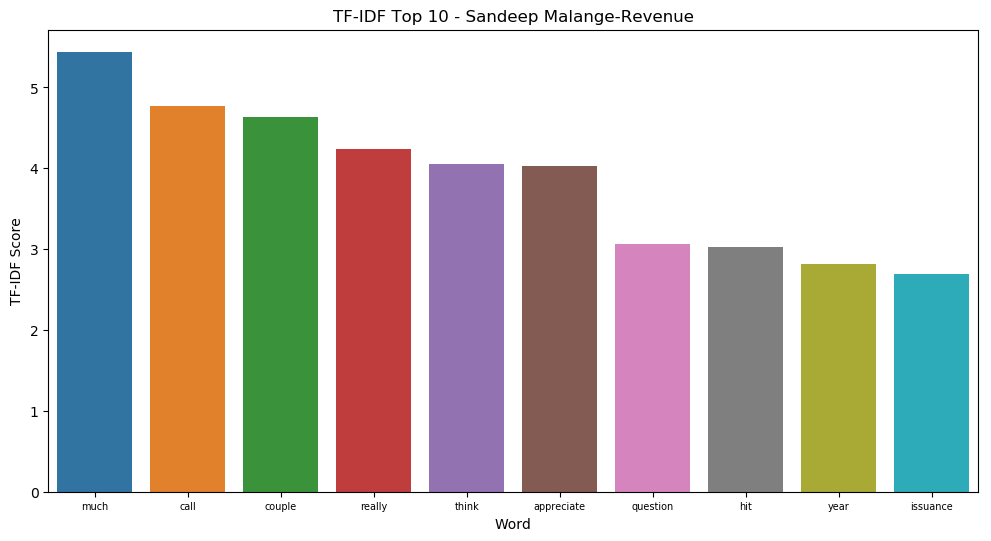 TF-IDF Top 10 - Sandeep Malange-Revenue
TF-IDF Score
5
4
3
2
1
0
much call couple really think appreciate question hit year issuance
Word